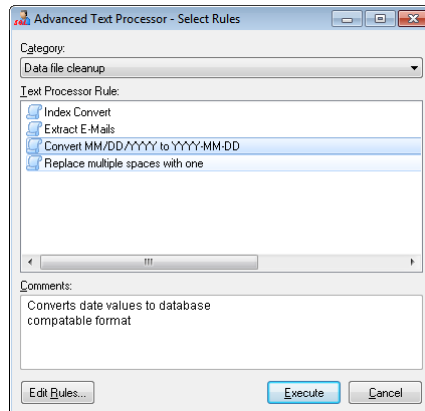 Advanced Text Processor - Select Rules
Category:
Data file cleanup
Text Processor Rule:
Index Convert
Extract E-Mails
Convert MM/DD/YYYY to YYYY-MM-DD
Replace multiple spaces with one
Comments:
Converts date values to database
compatable format
Edit Rules... Execute Cancel